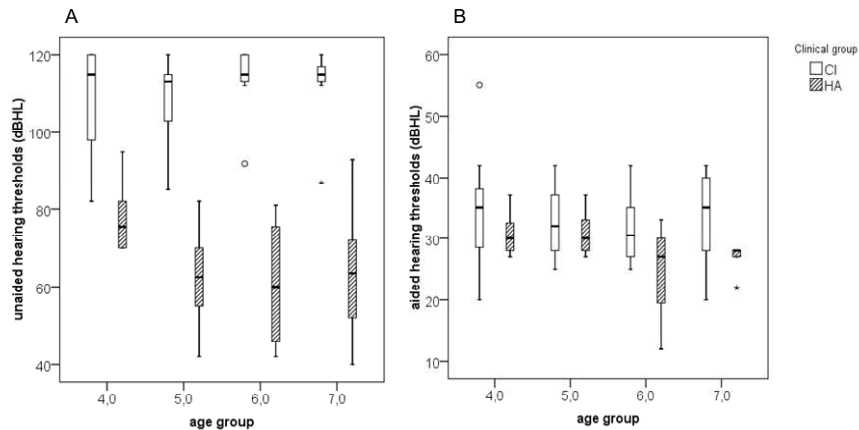 A
unaided hearing thresholds (dBHL)
120
100
80
60
40
4,0 5,0 6,0 7,0
age group
B
aided hearing thresholds (dBHL)
60
50
40
30
20
10
4,0 5,0 6,0 7,0
age group
Clinical group
CI
HA